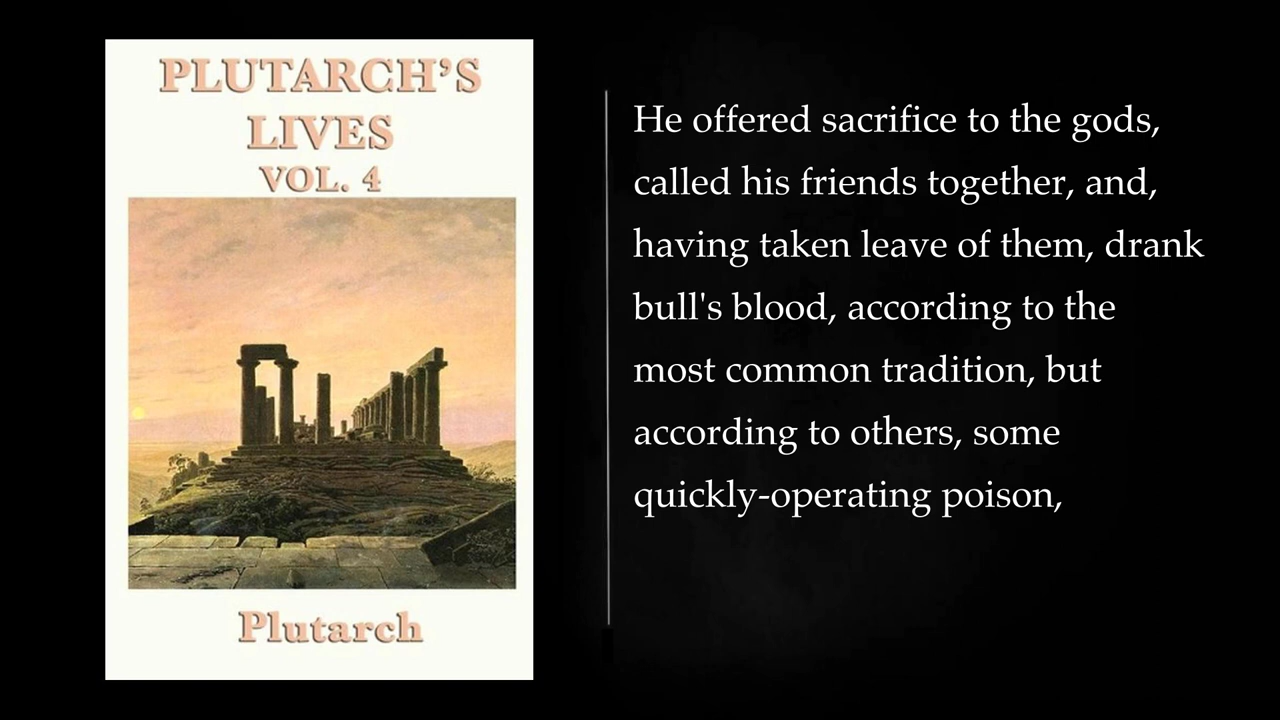 PLUTARCH'S
LIVES
VOL. 4
Plutarch
He offered sacrifice to the gods,
called his friends together, and,
having taken leave of them, drank
bull's blood, according to the
most common tradition, but
according to others, some
quickly-operating poison,